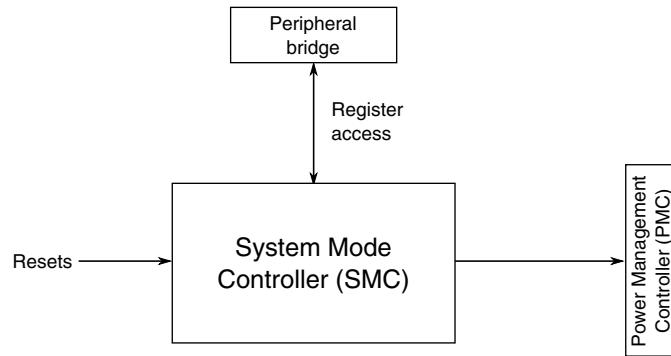 Peripheral
bridge
Register
access
Resets
System Mode
Controller (SMC)
Power Management
Controller (PMC)